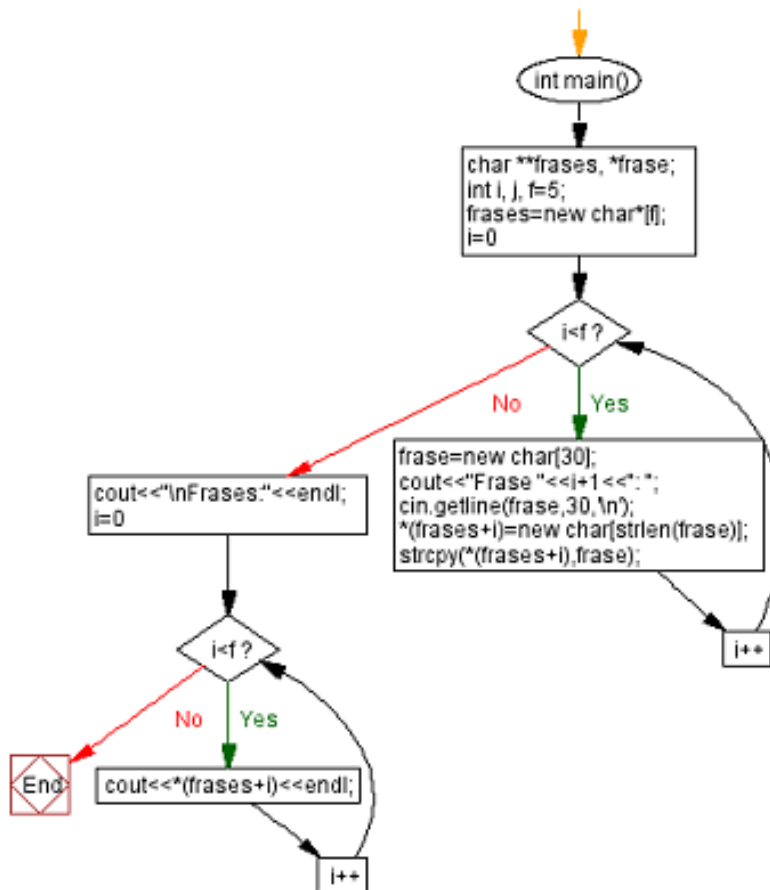 int main()
char **frases, *frase;
int i, j, f=5;
frases=new char*[f];
i=0
i<f ?
No
Yes
frase=new char[30];
cout<<"Frase "<<i+1<<": ";
cin.getline(frase,30,'\n');
*(frases+i)=new char[strlen(frase)];
strcpy(*(frases+i),frase);
i++
cout<<"\nFrases:"<<endl;
i=0
i<f ?
No
Yes
End
cout<<*(frases+i)<<endl;
i++